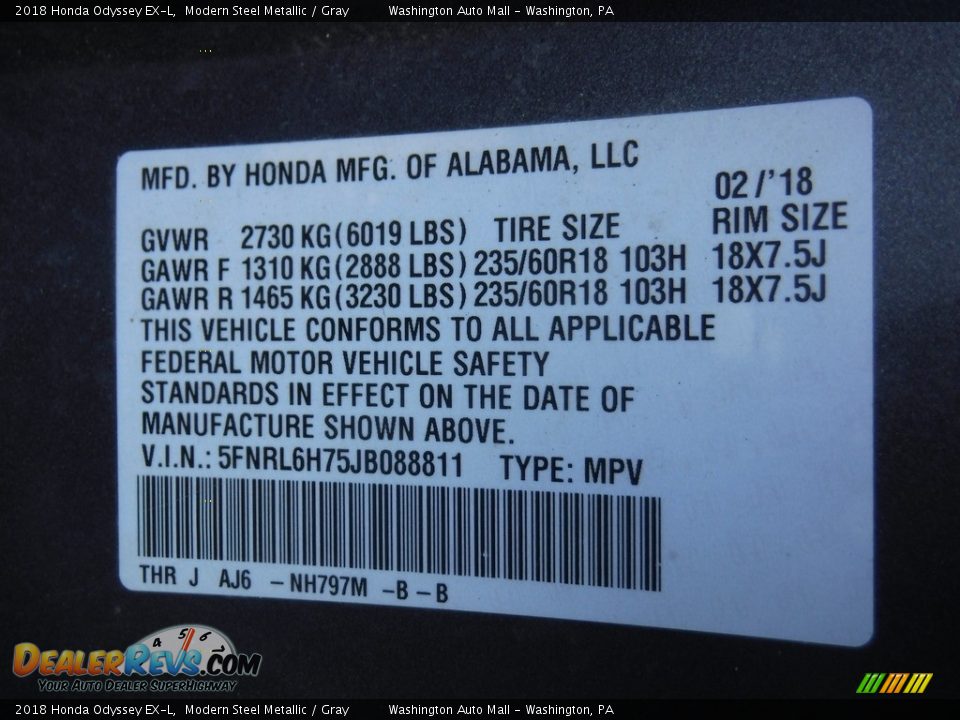 2018 Honda Odyssey EX-L, Modern Steel Metallic / Gray Washington Auto Mall - Washington, PA
MFD. BY HONDA MFG. OF ALABAMA, LLC
02/'18
GVWR 2730 KG(6019 LBS) TIRE SIZE RIM SIZE
GAWR F 1310 KG(2888 LBS) 235/60R18 103H 18X7.5J
GAWR R 1465 KG(3230 LBS) 235/60R18 103H 18X7.5J
THIS VEHICLE CONFORMS TO ALL APPLICABLE
FEDERAL MOTOR VEHICLE SAFETY
STANDARDS IN EFFECT ON THE DATE OF
MANUFACTURE SHOWN ABOVE.
V.I.N.: 5FNRL6H75JB088811 TYPE: MPV
THR J AJ6 -NH797M -B-B
4 5 6
DEALERREVS.COM
YOUR AUTO DEALER SUPERHIGHWAY
2018 Honda Odyssey EX-L, Modern Steel Metallic / Gray Washington Auto Mall - Washington, PA